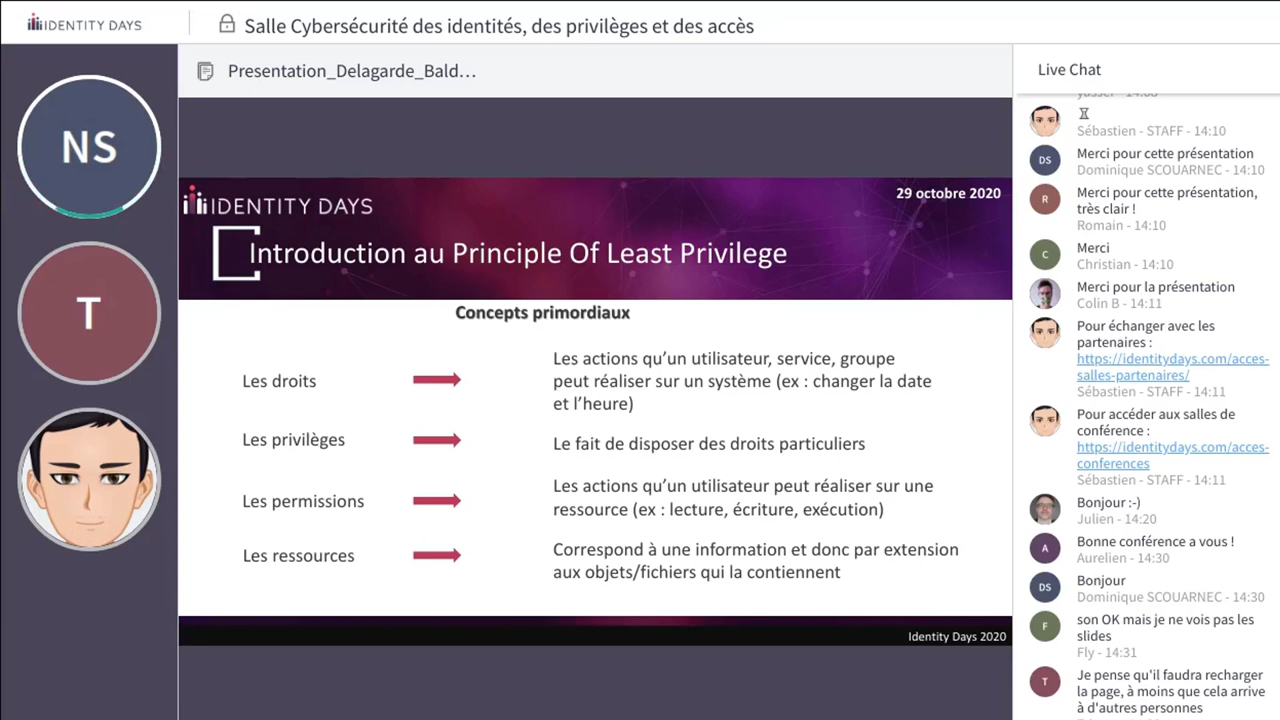 IDENTITY DAYS
Salle Cybersécurité des identités, des privilèges et des accès
NS
T
Presentation_Delagarde_Bald…
IDENTITY DAYS
29 octobre 2020
Introduction au Principle Of Least Privilege
Concepts primordiaux
Les droits
Les actions qu’un utilisateur, service, groupe
peut réaliser sur un système (ex : changer la date
et l’heure)
Les privilèges
Le fait de disposer des droits particuliers
Les permissions
Les actions qu’un utilisateur peut réaliser sur une
ressource (ex : lecture, écriture, exécution)
Les ressources
Correspond à une information et donc par extension
aux objets/fichiers qui la contiennent
Identity Days 2020
Live Chat
Sébastien - STAFF - 14:10
DS
Merci pour cette présentation
Dominique SCOUARNEC - 14:10
R
Merci pour cette présentation,
très clair !
Romain - 14:10
C
Merci
Christian - 14:10
Merci pour la présentation
Colin B - 14:11
Pour échanger avec les
partenaires :
https://identitydays.com/acces-
salles-partenaires/
Sébastien - STAFF - 14:11
Pour accéder aux salles de
conférence :
https://identitydays.com/acces-
conferences
Sébastien - STAFF - 14:11
Bonjour :-)
Julien - 14:20
A
Bonne conférence a vous !
Aurelien - 14:30
DS
Bonjour
Dominique SCOUARNEC - 14:30
F
son OK mais je ne vois pas les
slides
Fly - 14:31
T
Je pense qu'il faudra recharger
la page, à moins que cela arrive
à d'autres personnes